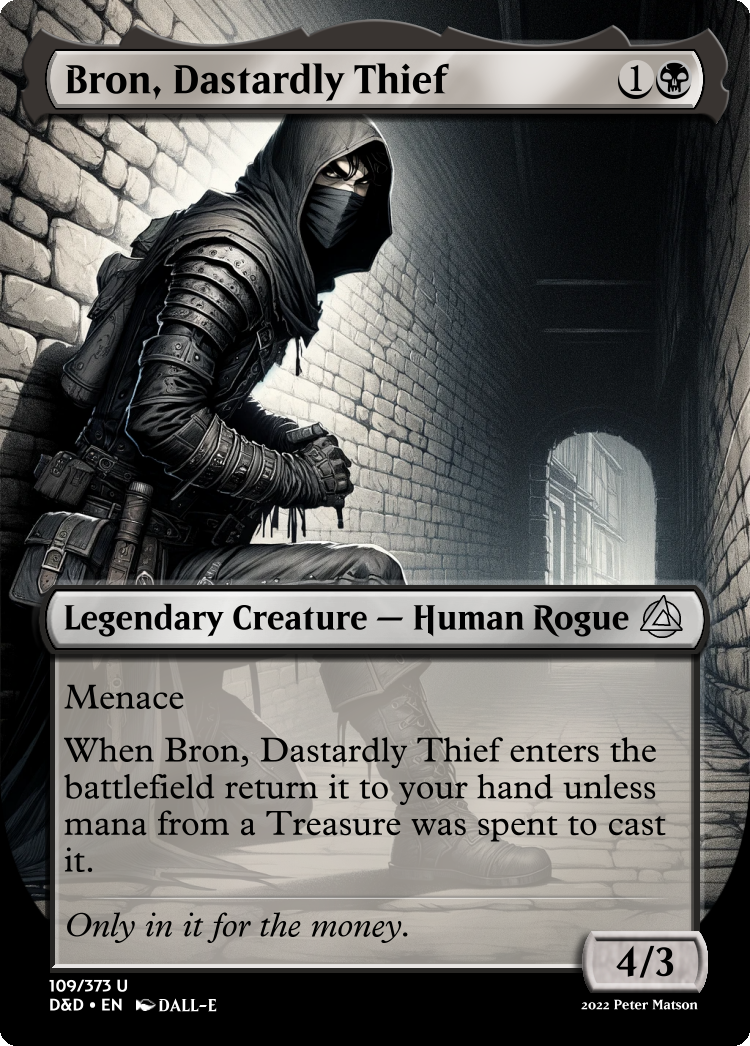 Bron, Dastardly Thief 1
Legendary Creature — Human Rogue
Menace
When Bron, Dastardly Thief enters the
battlefield return it to your hand unless
mana from a Treasure was spent to cast
it.
Only in it for the money.
4/3
109/373 U
D&D • EN DALL-E
2022 Peter Matson